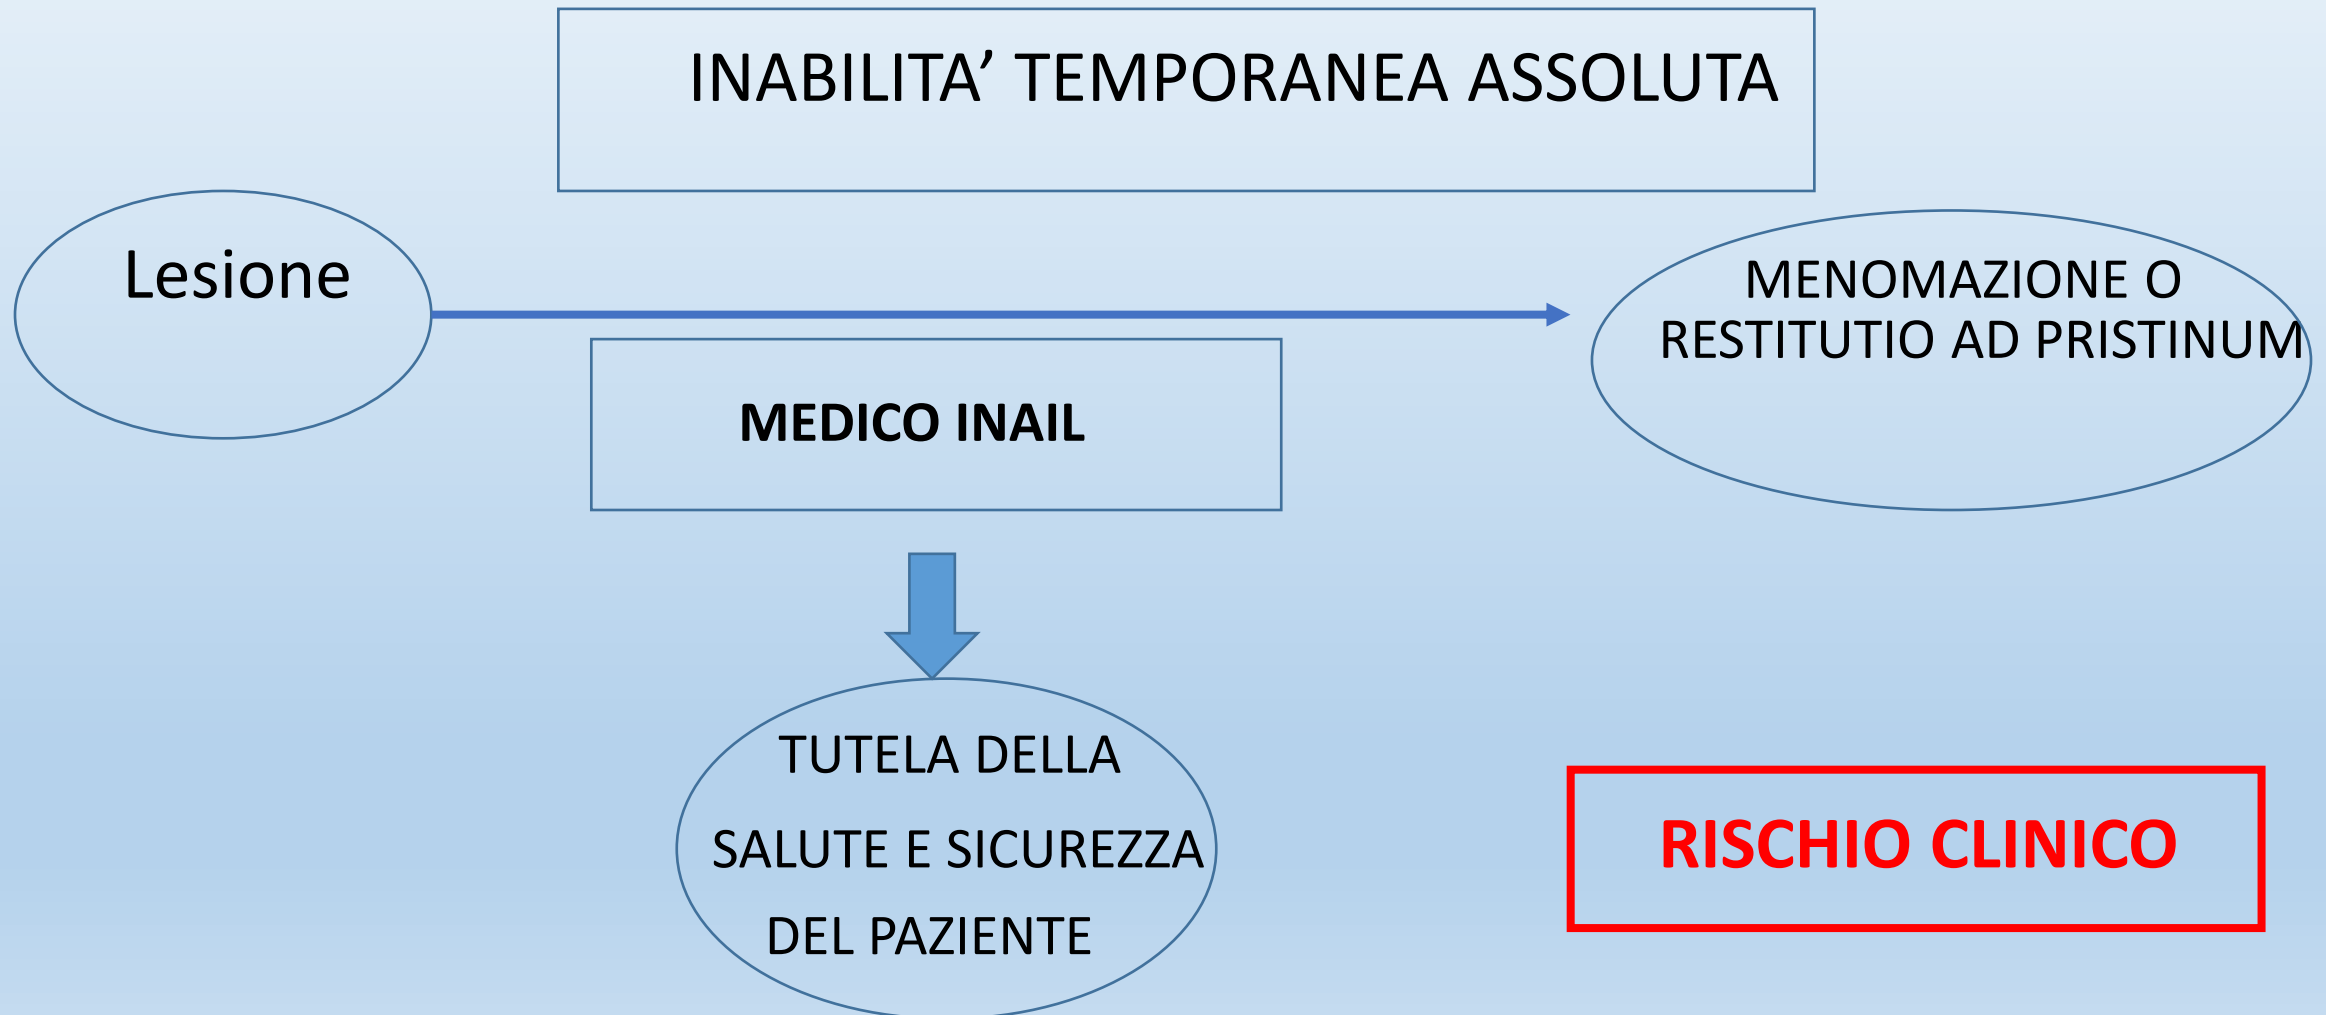 INABILITA’ TEMPORANEA ASSOLUTA
Lesione
MENOMAZIONE O
RESTITUTIO AD PRISTINUM
MEDICO INAIL
TUTELA DELLA
SALUTE E SICUREZZA
DEL PAZIENTE
RISCHIO CLINICO